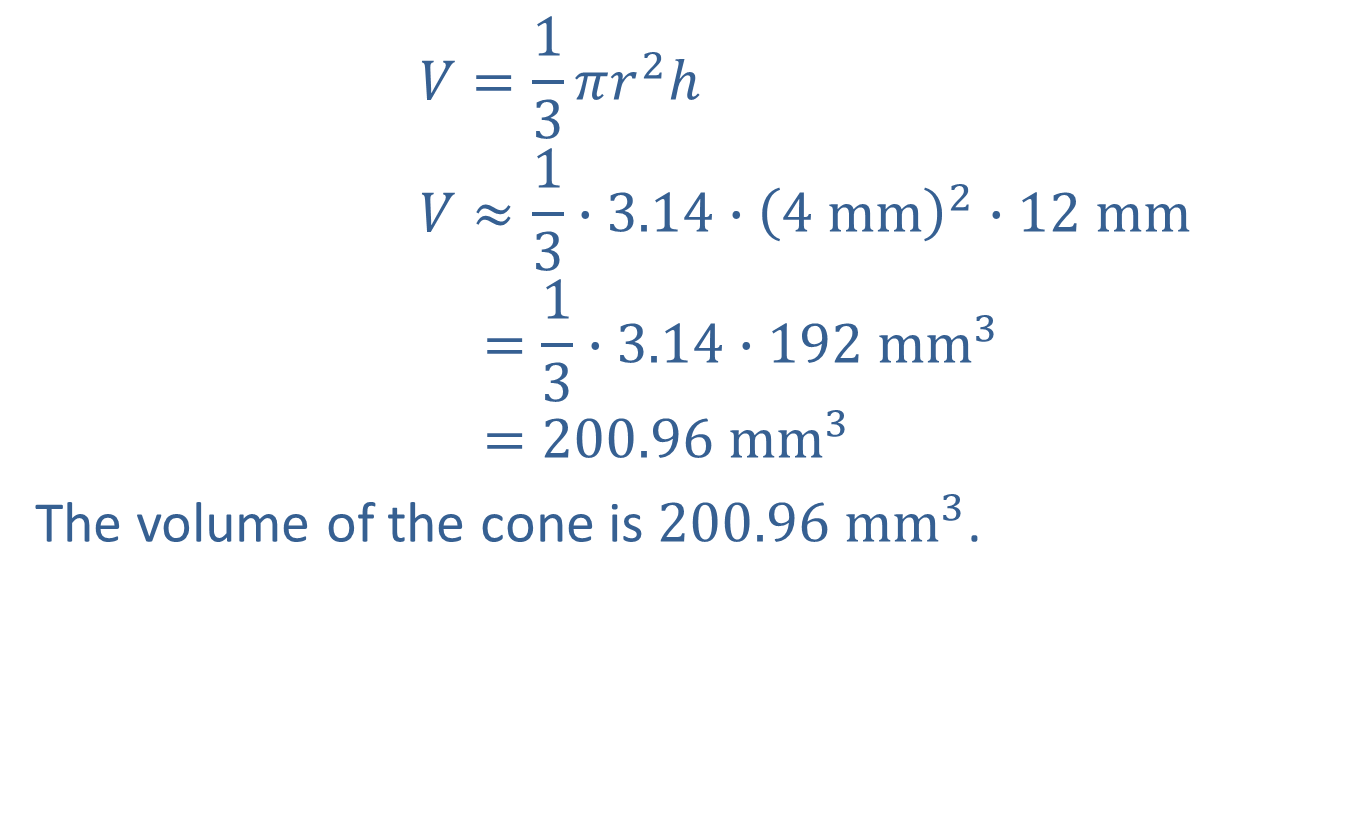 V = 1/3 πr²h
V ≈ 1/3 · 3.14 · (4 mm)² · 12 mm
= 1/3 · 3.14 · 192 mm³
= 200.96 mm³
The volume of the cone is 200.96 mm³.